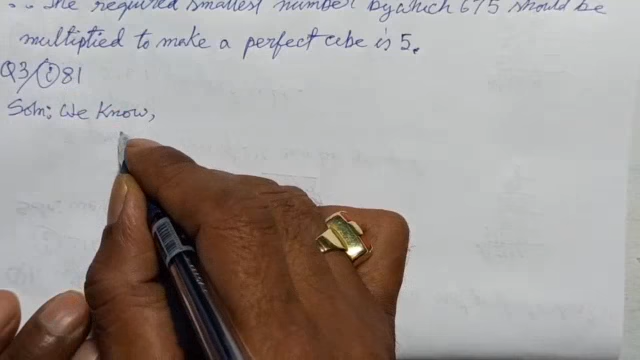 ∴ The required smallest number by which 675 should be
multiplied to make a perfect cube is 5.
Q3/(i) 81
Soln: We Know,